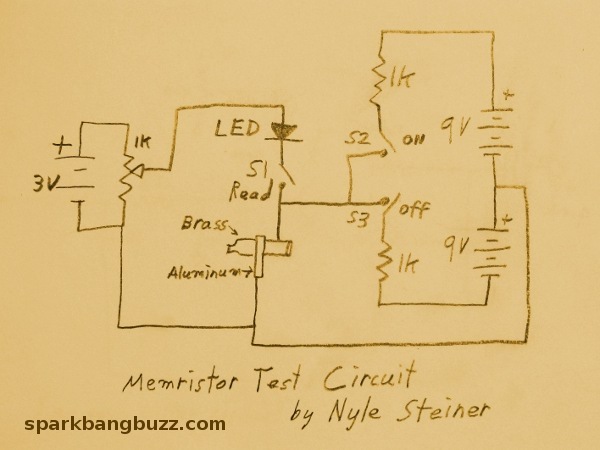 1K
+
9V
+
LED
S2
on
1K
+
3V
S1
Read
S3
off
+
9V
Brass
Aluminum
1K
Memristor Test Circuit
by Nyle Steiner
sparkbangbuzz.com